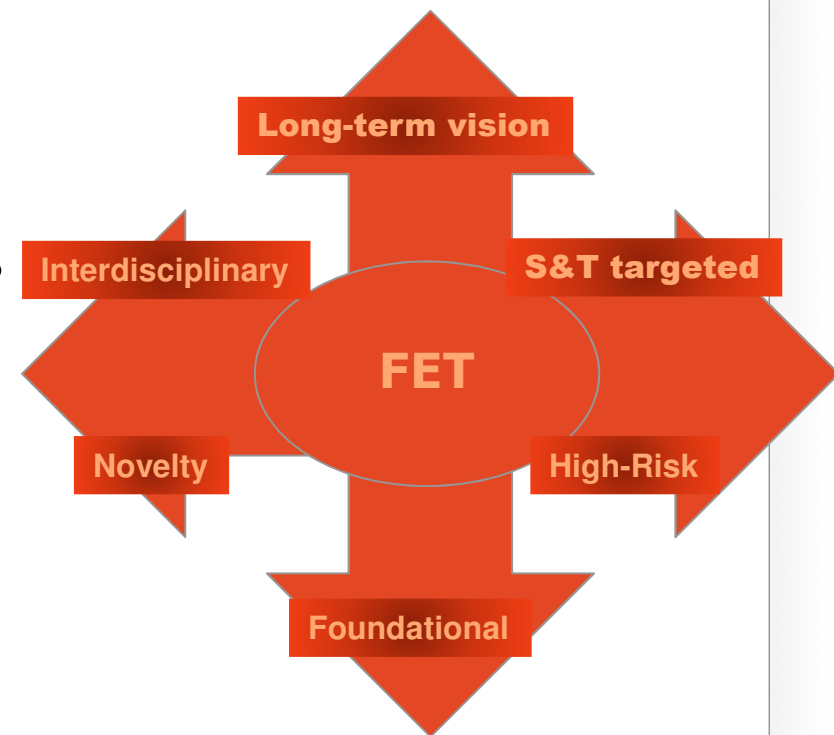 Long-term vision
Interdisciplinary
S&T targeted
FET
Novelty
High-Risk
Foundational